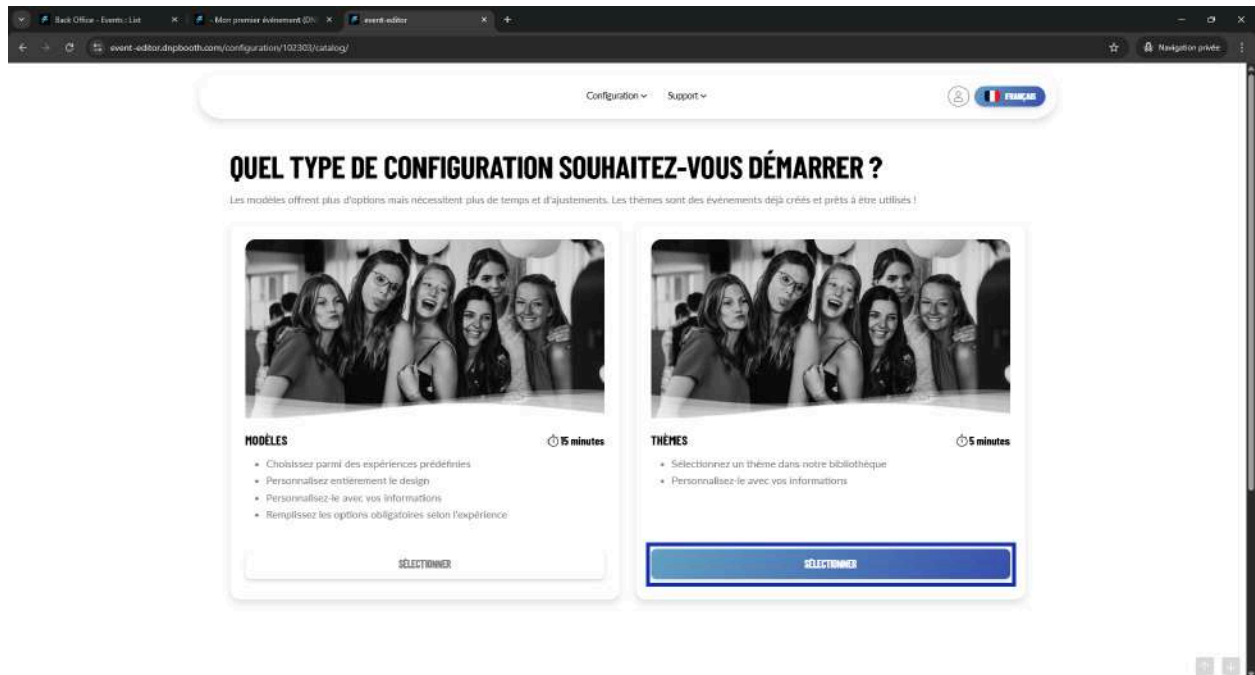 Back Office - Events : List
- Mon premier événement (DN
event-editor
event-editor.dnpbooth.com/configuration/102303/catalog/
Navigation privée
Configuration
Support
FRANÇAIS
QUEL TYPE DE CONFIGURATION SOUHAITEZ-VOUS DÉMARRER ?
Les modèles offrent plus d'options mais nécessitent plus de temps et d'ajustements. Les thèmes sont des événements déjà créés et prêts à être utilisés !
MODÈLES
15 minutes
• Choisissez parmi des expériences prédéfinies
• Personnalisez entièrement le design
• Personnalisez-le avec vos informations
• Remplissez les options obligatoires selon l'expérience
SÉLECTIONNER
THÈMES
5 minutes
• Sélectionnez un thème dans notre bibliothèque
• Personnalisez-le avec vos informations
SÉLECTIONNER